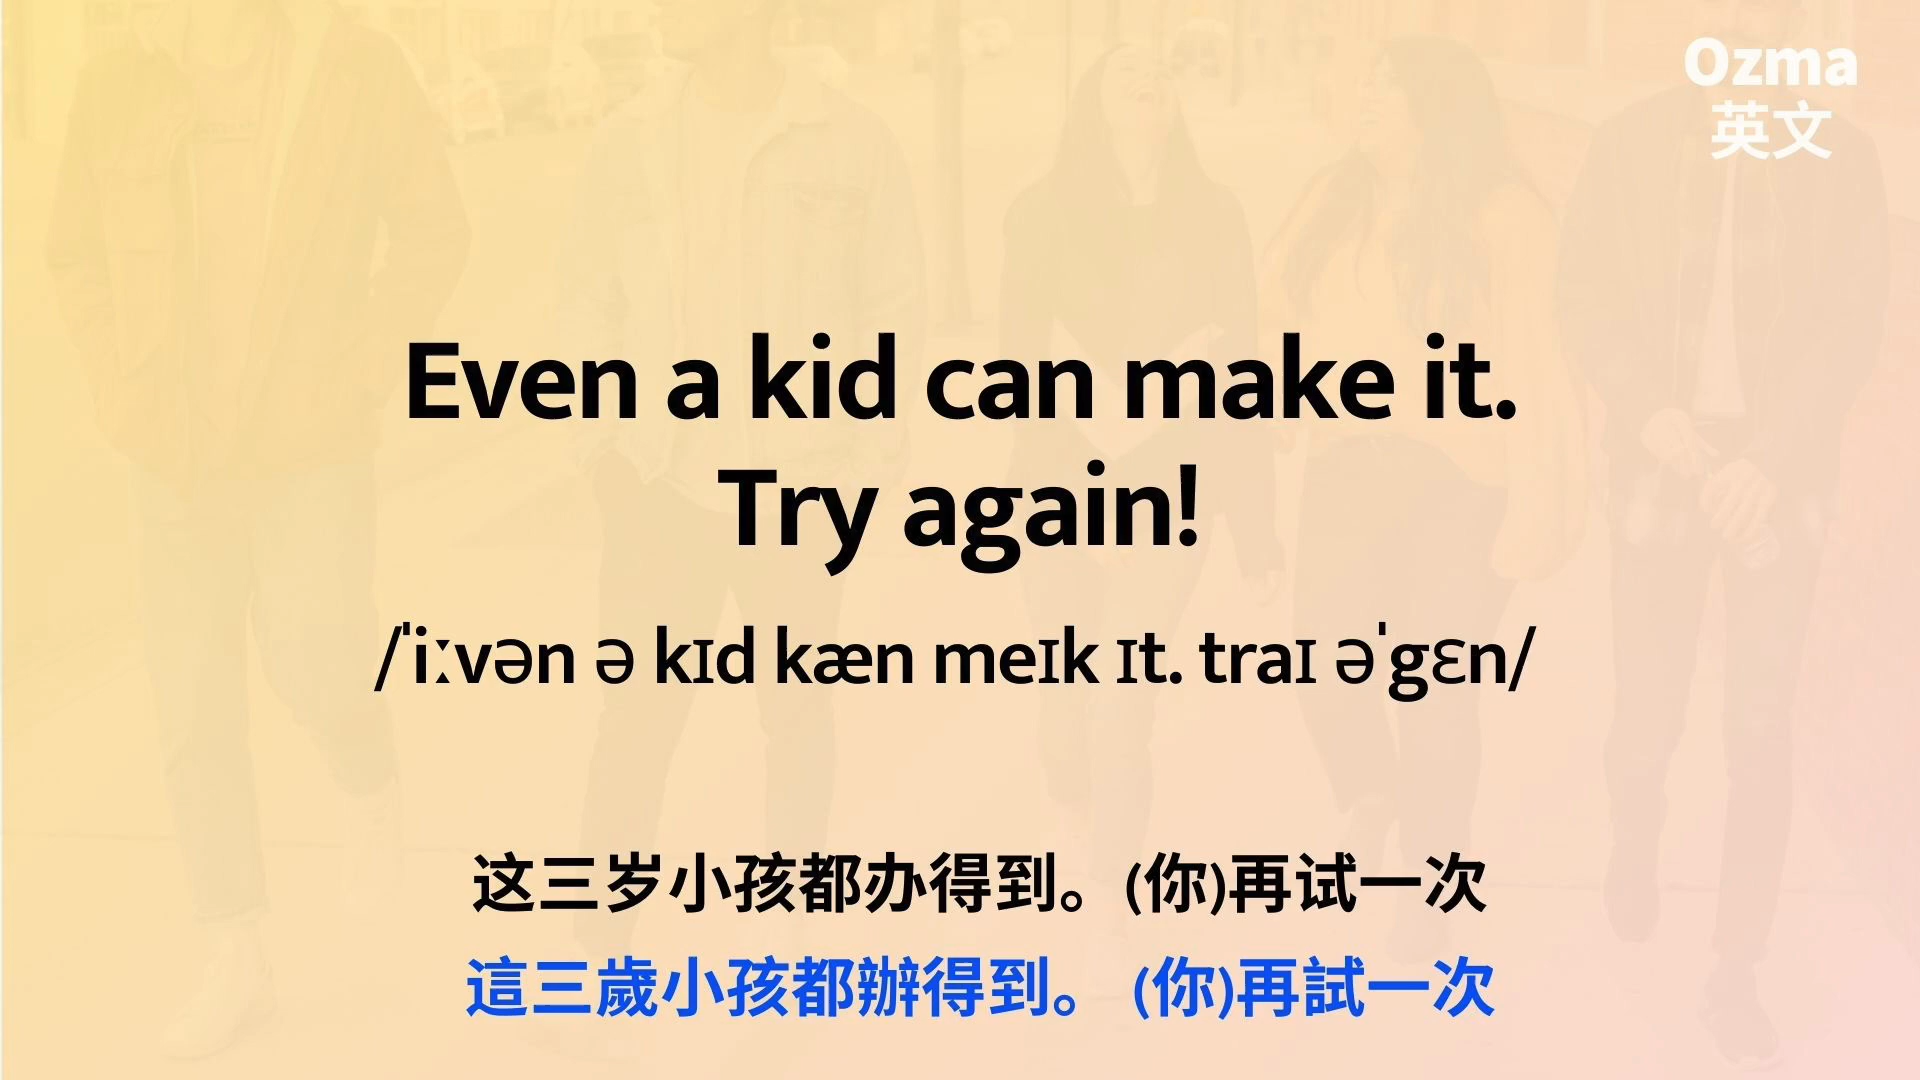 Ozma
英文
Even a kid can make it.
Try again!
/ˈiːvən ə kɪd kæn meɪk ɪt. traɪ əˈgɛn/
这三岁小孩都办得到。(你)再试一次
這三歲小孩都辦得到。 (你)再試一次